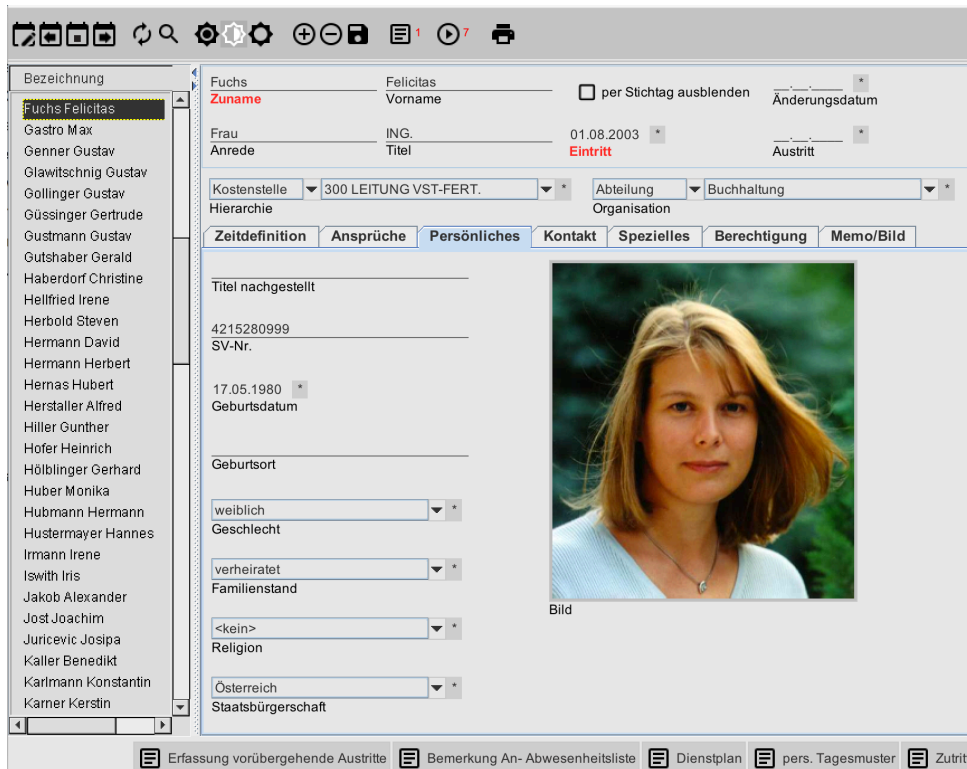 1 7
Bezeichnung
Fuchs Felicitas
Gastro Max
Genner Gustav
Glawitschnig Gustav
Gollinger Gustav
Güssinger Gertrude
Gustmann Gustav
Gutshaber Gerald
Haberdorf Christine
Hellfried Irene
Herbold Steven
Hermann David
Hermann Herbert
Hernas Hubert
Herstaller Alfred
Hiller Gunther
Hofer Heinrich
Hölblinger Gerhard
Huber Monika
Hubmann Hermann
Hustermayer Hannes
Irmann Irene
Iswith Iris
Jakob Alexander
Jost Joachim
Juricevic Josipa
Kaller Benedikt
Karlmann Konstantin
Karner Kerstin
Fuchs Felicitas __.__.____ *
Zuname Vorname per Stichtag ausblenden Änderungsdatum
Frau ING. 01.08.2003 * __.__.____ *
Anrede Titel Eintritt Austritt
Kostenstelle 300 LEITUNG VST-FERT. * Abteilung Buchhaltung *
Hierarchie Organisation
Zeitdefinition Ansprüche Persönliches Kontakt Spezielles Berechtigung Memo/Bild
Titel nachgestellt
4215280999
SV-Nr.
17.05.1980 *
Geburtsdatum
Geburtsort
weiblich *
Geschlecht
verheiratet *
Familienstand
<kein> *
Religion
Österreich *
Staatsbürgerschaft
Bild
Erfassung vorübergehende Austritte Bemerkung An- Abwesenheitsliste Dienstplan pers. Tagesmuster Zutrit